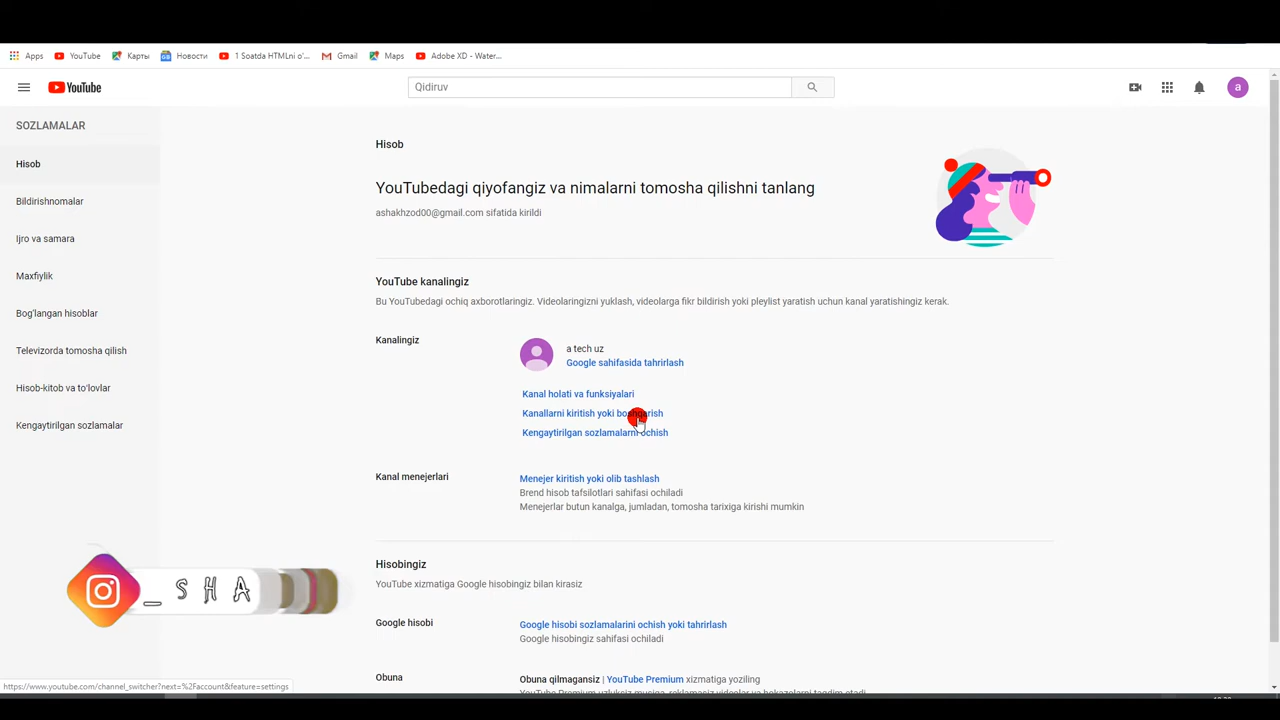 Apps
YouTube
Карты
Новости
1 Soatda HTMLni o'...
Gmail
Maps
Adobe XD - Water...
YouTube
Qidiruv
a
SOZLAMALAR
Hisob
Bildirishnomalar
Ijro va samara
Maxfiylik
Bog'langan hisoblar
Televizorda tomosha qilish
Hisob-kitob va to'lovlar
Kengaytirilgan sozlamalar
Hisob
YouTubedagi qiyofangiz va nimalarni tomosha qilishni tanlang
ashakhzod00@gmail.com sifatida kirildi
YouTube kanalingiz
Bu YouTubedagi ochiq axborotlaringiz. Videolaringizni yuklash, videolarga fikr bildirish yoki pleylist yaratish uchun kanal yaratishingiz kerak.
Kanalingiz
a tech uz
Google sahifasida tahrirlash
Kanal holati va funksiyalari
Kanallarni kiritish yoki boshqarish
Kengaytirilgan sozlamalarni ochish
Kanal menejerlari
Menejer kiritish yoki olib tashlash
Brend hisob tafsilotlari sahifasi ochiladi
Menejerlar butun kanalga, jumladan, tomosha tarixiga kirishi mumkin
Hisobingiz
YouTube xizmatiga Google hisobingiz bilan kirasiz
Google hisobi
Google hisobi sozlamalarini ochish yoki tahrirlash
Google hisobingiz sahifasi ochiladi
Obuna
Obuna qilmagansiz | YouTube Premium xizmatiga yoziling
_ S H A
https://www.youtube.com/channel_switcher?next=%2Faccount&feature=settings